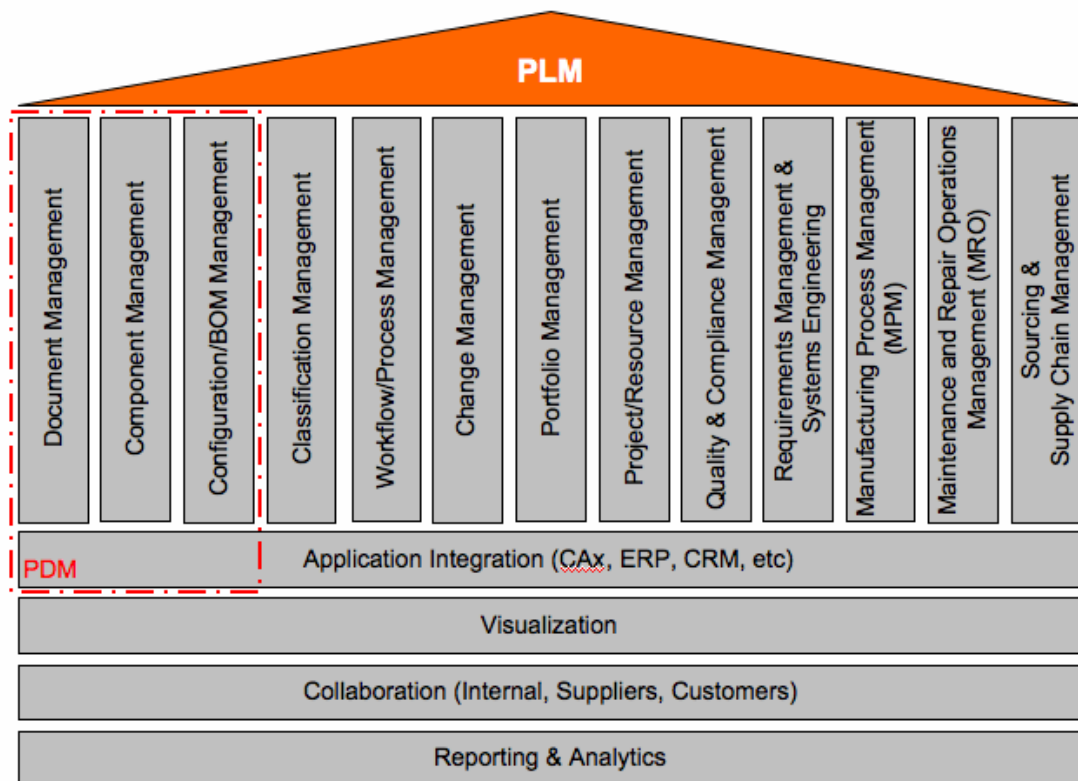 PLM
Document Management
Component Management
Configuration/BOM Management
Classification Management
Workflow/Process Management
Change Management
Portfolio Management
Project/Resource Management
Quality & Compliance Management
Requirements Management &
Systems Engineering
Manufacturing Process Management
(MPM)
Maintenance and Repair Operations
Management (MRO)
Sourcing &
Supply Chain Management
PDM
Application Integration (CAx, ERP, CRM, etc)
Visualization
Collaboration (Internal, Suppliers, Customers)
Reporting & Analytics